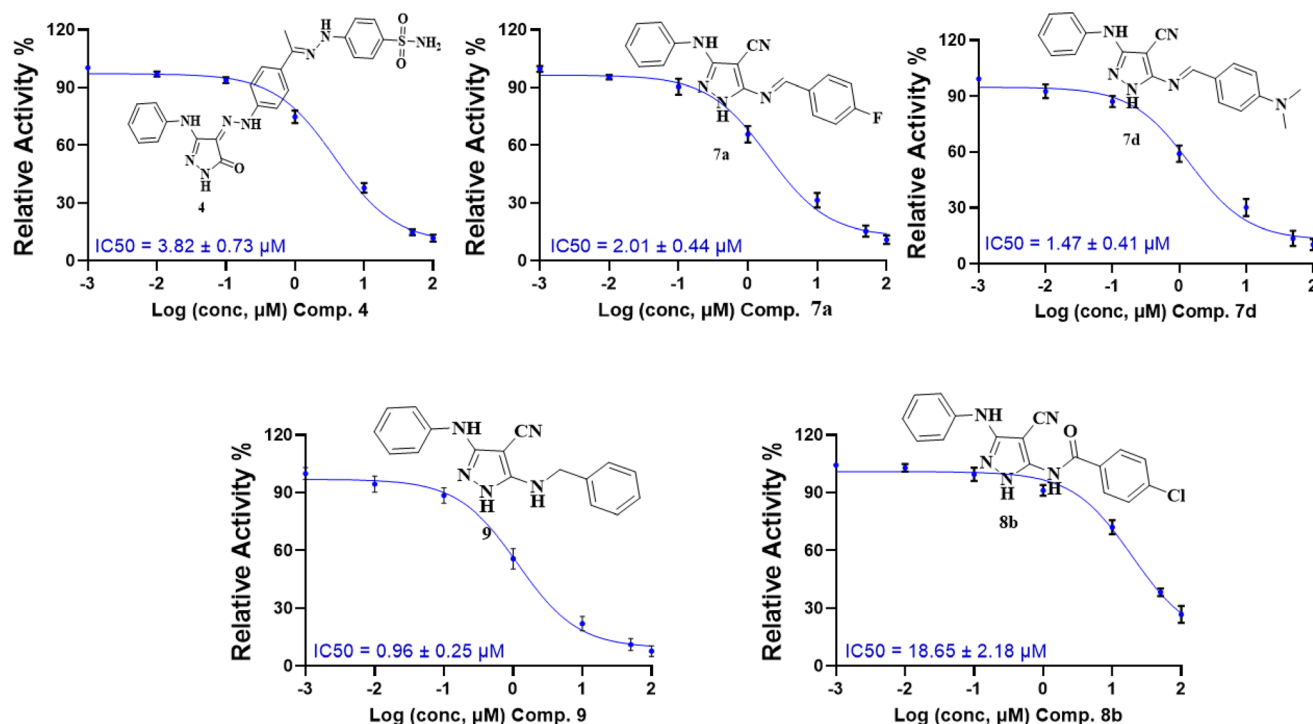 120
90
60
30
0
Relative Activity %
H
N
N
H
O
S
NH₂
O
NH
N
NH
N
N
H
O
4
IC50 = 3.82 ± 0.73 µM
-3 -2 -1 0 1 2
Log (conc, µM) Comp. 4
120
90
60
30
0
Relative Activity %
NH
CN
N
N
H
N
F
7a
IC50 = 2.01 ± 0.44 µM
-3 -2 -1 0 1 2
Log (conc, µM) Comp. 7a
120
90
60
30
0
Relative Activity %
NH
CN
N
NH
N
N
7d
IC50 = 1.47 ± 0.41 µM
-3 -2 -1 0 1 2
Log (conc, µM) Comp. 7d
120
90
60
30
0
Relative Activity %
NH
CN
N
N
H
N
H
9
IC50 = 0.96 ± 0.25 µM
-3 -2 -1 0 1 2
Log (conc, µM) Comp. 9
120
90
60
30
0
Relative Activity %
NH
CN
O
N
N
H
N
H
Cl
8b
IC50 = 18.65 ± 2.18 µM
-3 -2 -1 0 1 2
Log (conc, µM) Comp. 8b